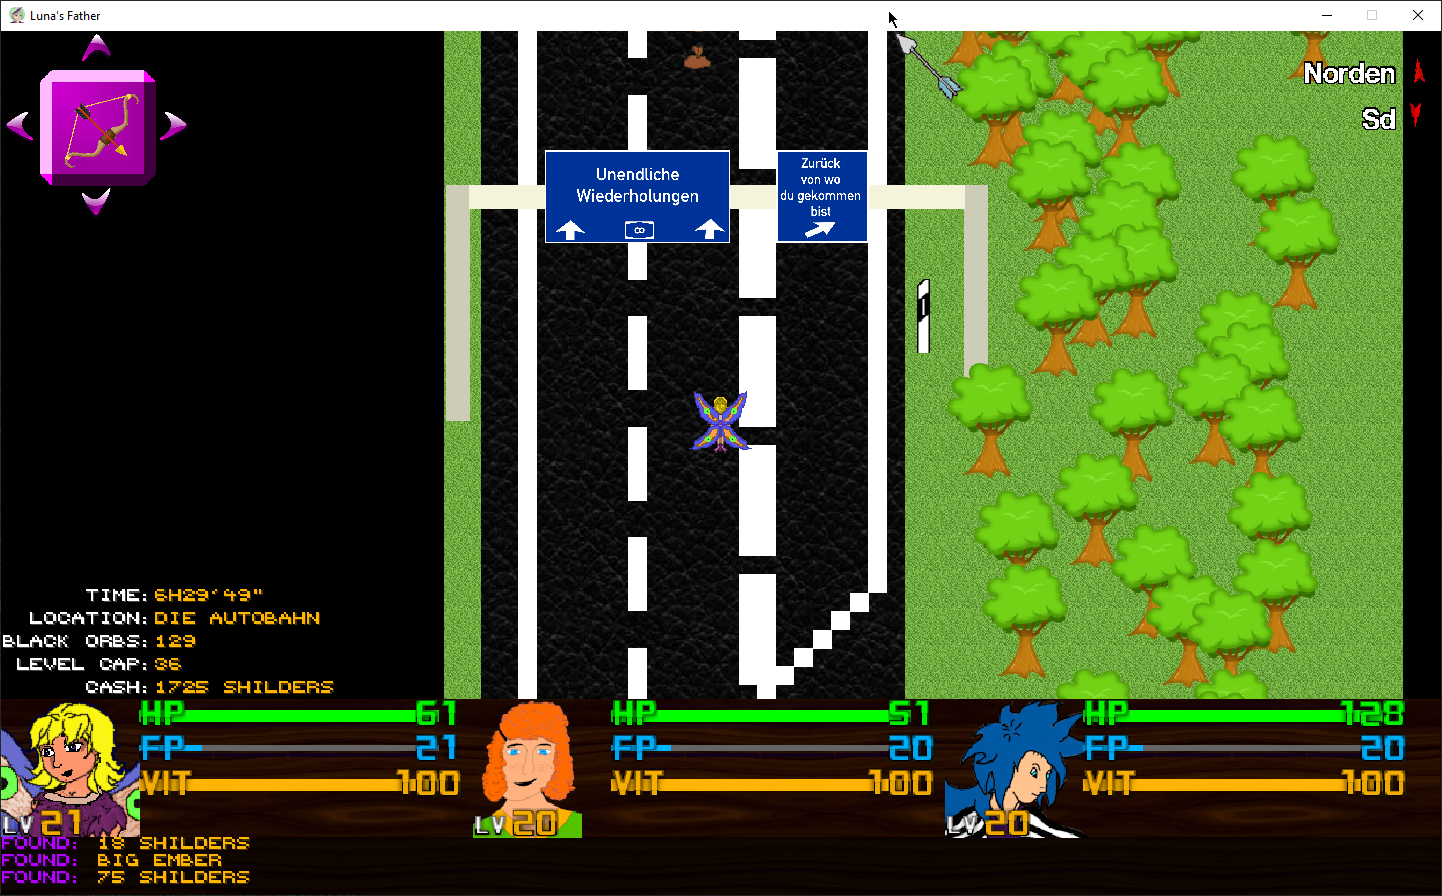 Luna's Father
Norden
Sd
Unendliche
Wiederholungen
∞
Zurück
von wo
du gekommen
bist
TIME: 6H29'49"
LOCATION: DIE AUTOBAHN
BLACK ORBS: 129
LEVEL CAP: 36
CASH: 1725 SHILDERS
HP 61
FP 21
VIT 100
LV 21
HP 51
FP 20
VIT 100
LV 20
HP 128
FP 20
VIT 100
LV 20
FOUND: 18 SHILDERS
FOUND: BIG EMBER
FOUND: 75 SHILDERS